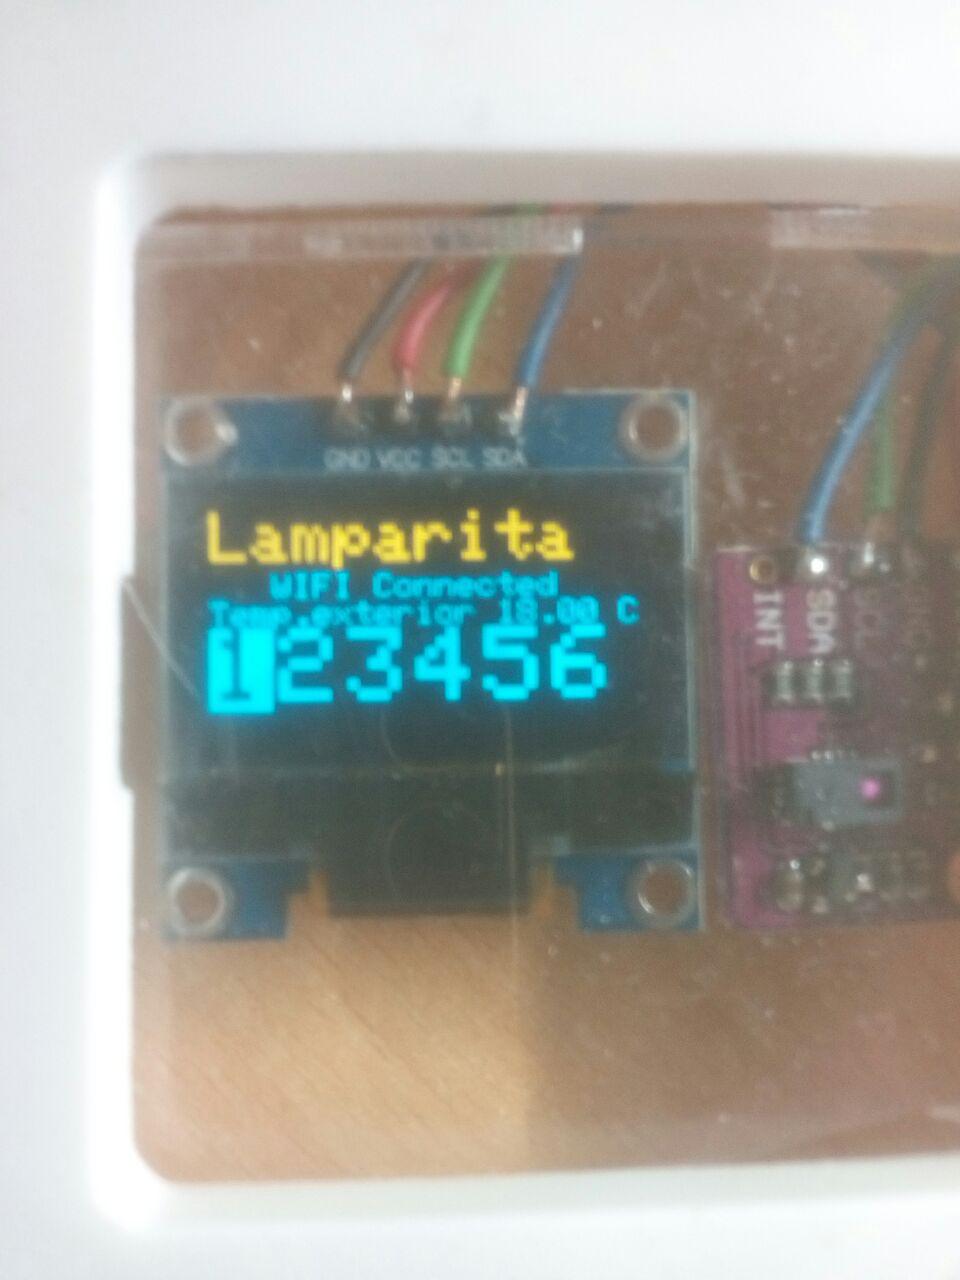 GND VCC SCL SDA
Lamparita
WIFI Connected
Temp.exterior 18.00 C
123456
INT
SDA
SCL